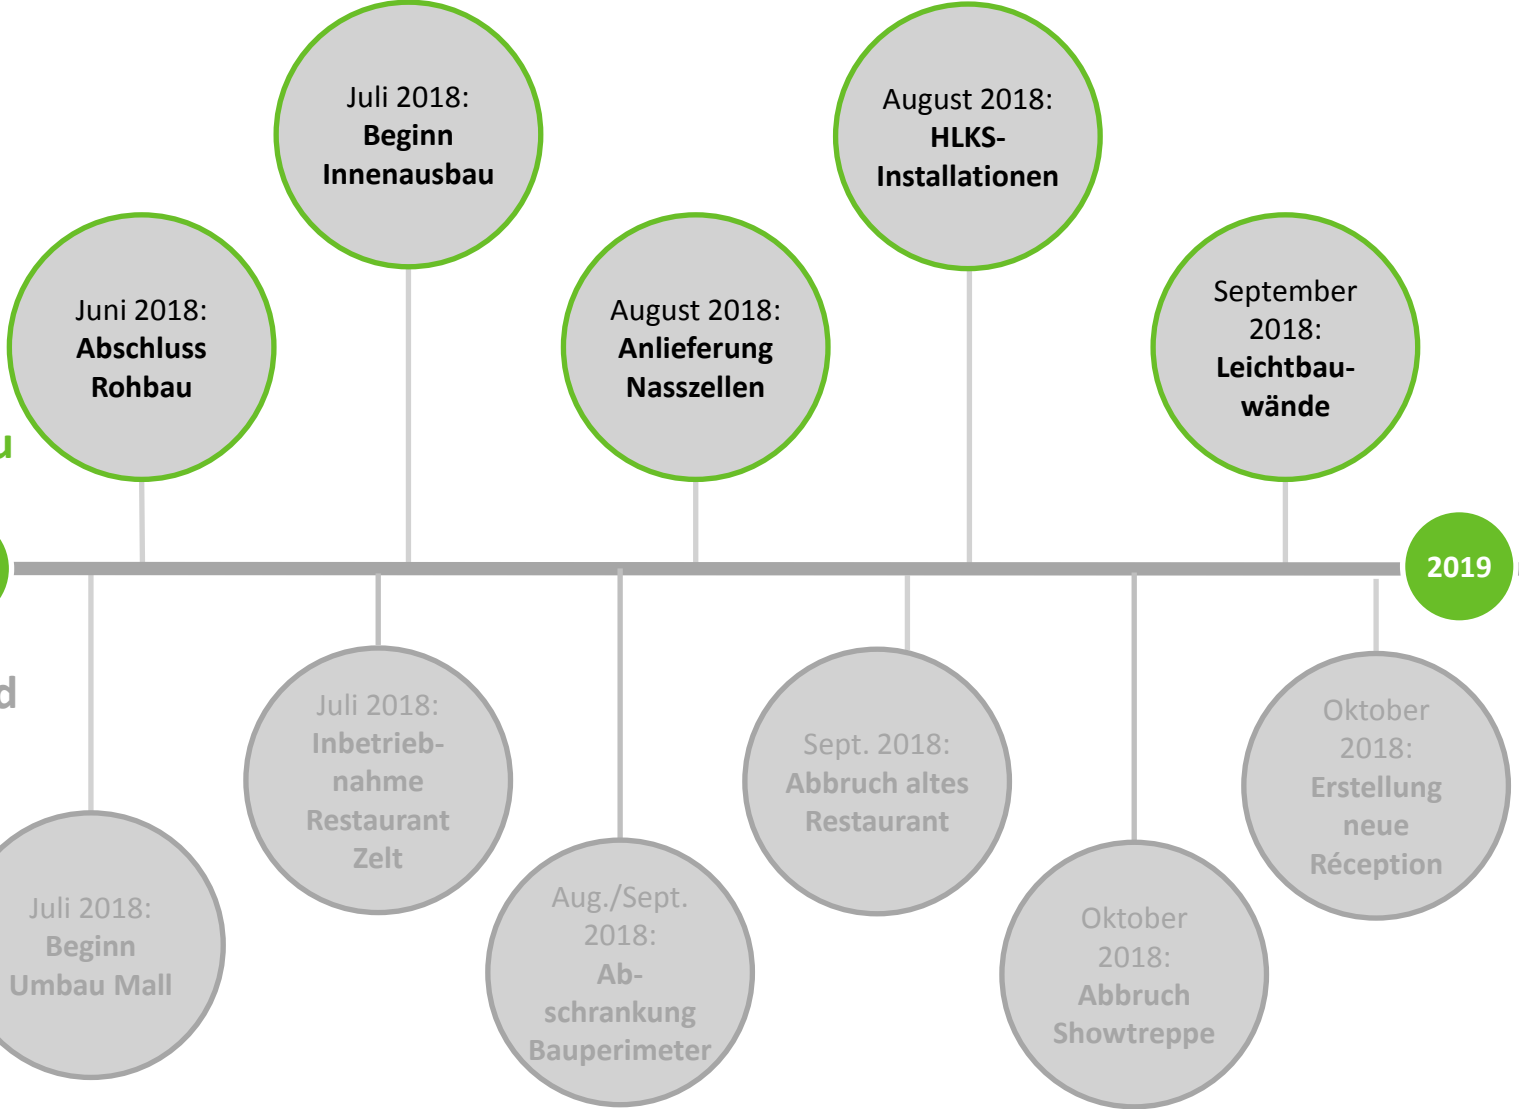 Juli 2018:
Beginn
Innenausbau
August 2018:
HLKS-
Installationen
Juni 2018:
Abschluss
Rohbau
August 2018:
Anlieferung
Nasszellen
September
2018:
Leichtbau-
wände
u
2019
d
Juli 2018:
Beginn
Umbau Mall
Juli 2018:
Inbetrieb-
nahme
Restaurant
Zelt
Aug./Sept.
2018:
Ab-
schrankung
Bauperimeter
Sept. 2018:
Abbruch altes
Restaurant
Oktober
2018:
Abbruch
Showtreppe
Oktober
2018:
Erstellung
neue
Réception